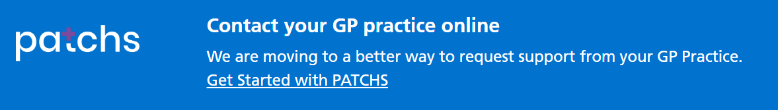 patchs
Contact your GP practice online
We are moving to a better way to request support from your GP Practice.
Get Started with PATCHS